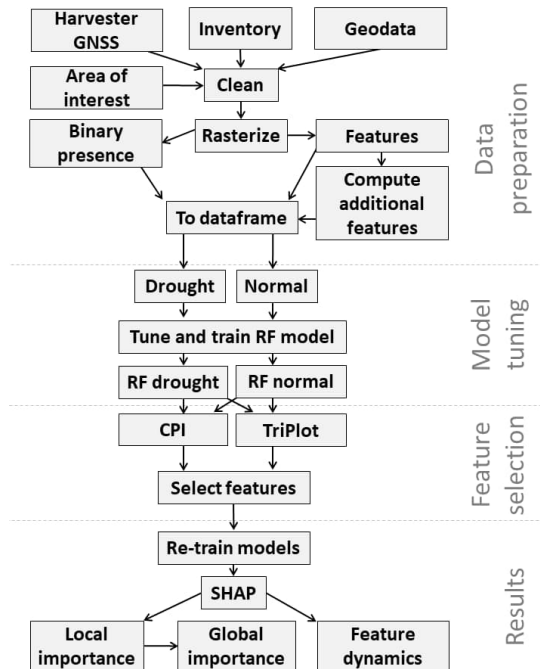 Harvester
GNSS
Inventory
Geodata
Area of
interest
Clean
Binary
presence
Rasterize
Features
Compute
additional
features
To dataframe
Data
preparation
Drought
Normal
Tune and train RF model
RF drought
RF normal
Model
tuning
CPI
TriPlot
Select features
Feature
selection
Re-train models
SHAP
Local
importance
Global
importance
Feature
dynamics
Results